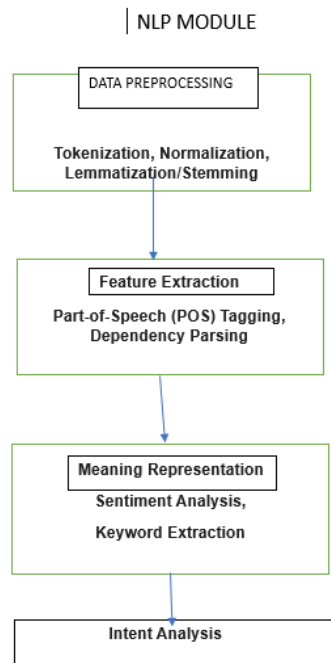 NLP MODULE
DATA PREPROCESSING
Tokenization, Normalization,
Lemmatization/Stemming
Feature Extraction
Part-of-Speech (POS) Tagging,
Dependency Parsing
Meaning Representation
Sentiment Analysis,
Keyword Extraction
Intent Analysis